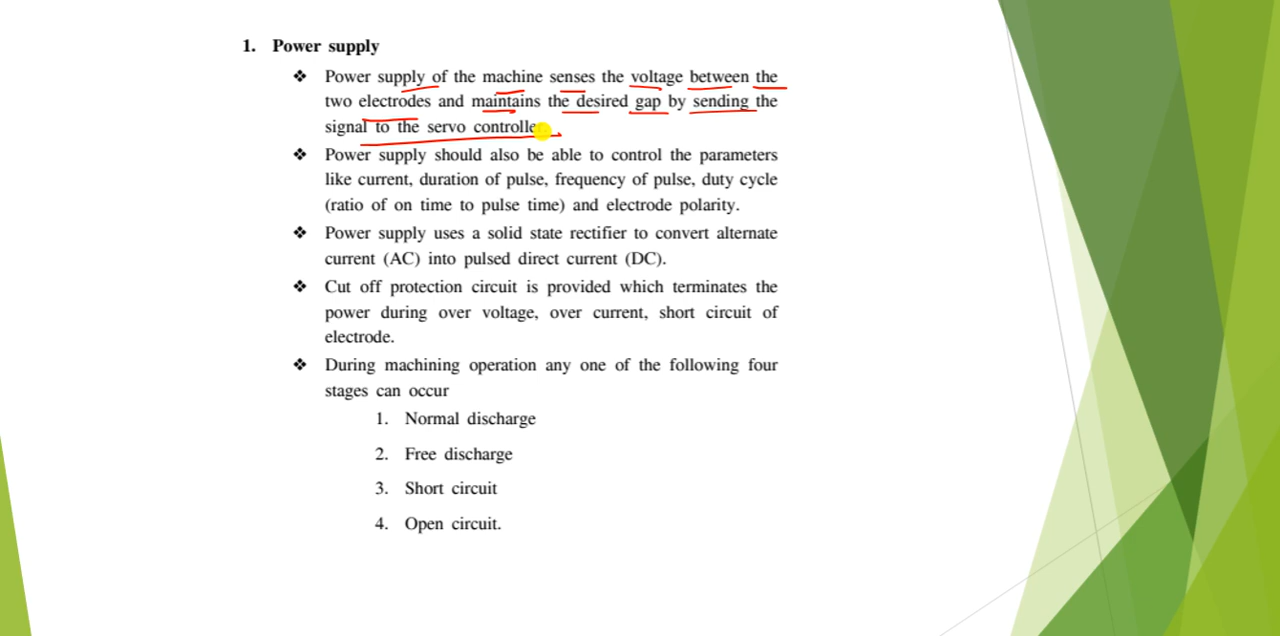 1. Power supply
❖ Power supply of the machine senses the voltage between the
two electrodes and maintains the desired gap by sending the
signal to the servo controller.
❖ Power supply should also be able to control the parameters
like current, duration of pulse, frequency of pulse, duty cycle
(ratio of on time to pulse time) and electrode polarity.
❖ Power supply uses a solid state rectifier to convert alternate
current (AC) into pulsed direct current (DC).
❖ Cut off protection circuit is provided which terminates the
power during over voltage, over current, short circuit of
electrode.
❖ During machining operation any one of the following four
stages can occur
1. Normal discharge
2. Free discharge
3. Short circuit
4. Open circuit.